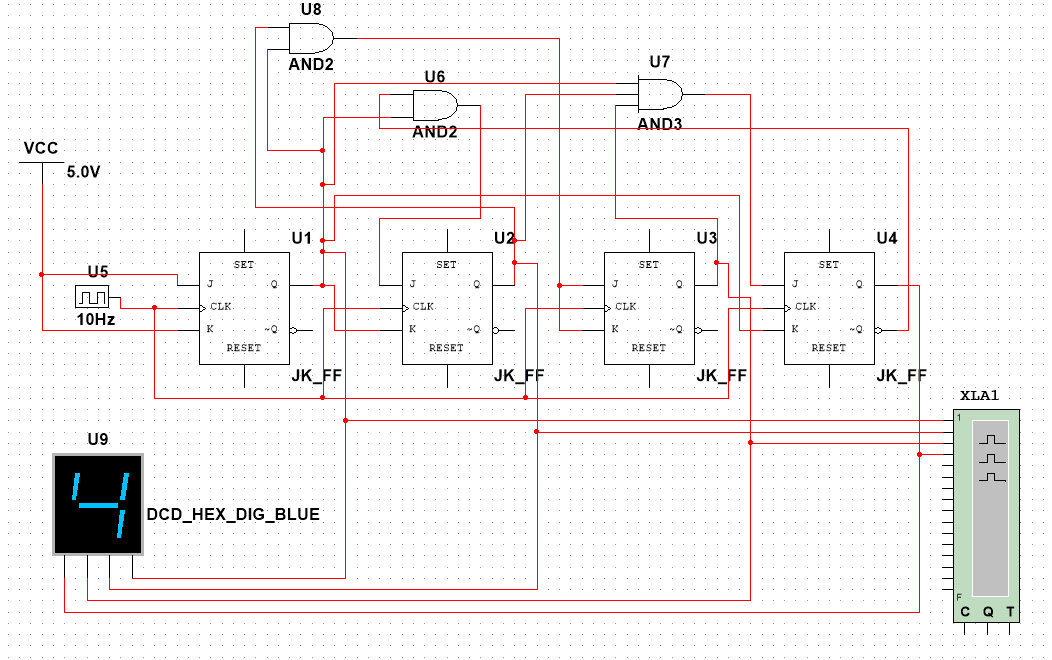 U8
AND2
U6
AND2
U7
AND3
VCC
5.0V
U5
10Hz
U1
SET
J Q
CLK
K ~Q
RESET
JK_FF
U2
SET
J Q
CLK
K ~Q
RESET
JK_FF
U3
SET
J Q
CLK
K ~Q
RESET
JK_FF
U4
SET
J Q
CLK
K ~Q
RESET
JK_FF
XLA1
1
F
C Q T
U9
4
DCD_HEX_DIG_BLUE